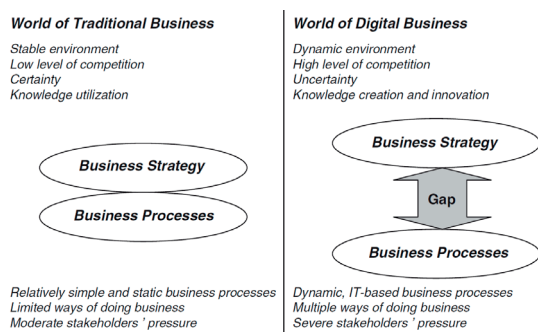 World of Traditional Business
Stable environment
Low level of competition
Certainty
Knowledge utilization
Business Strategy
Business Processes
Relatively simple and static business processes
Limited ways of doing business
Moderate stakeholders ’ pressure
World of Digital Business
Dynamic environment
High level of competition
Uncertainty
Knowledge creation and innovation
Business Strategy
Gap
Business Processes
Dynamic, IT-based business processes
Multiple ways of doing business
Severe stakeholders ’ pressure